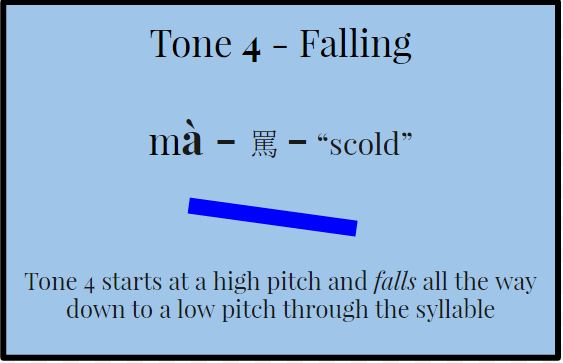 Tone 4 - Falling
mà - 罵 - “scold”
Tone 4 starts at a high pitch and falls all the way
down to a low pitch through the syllable